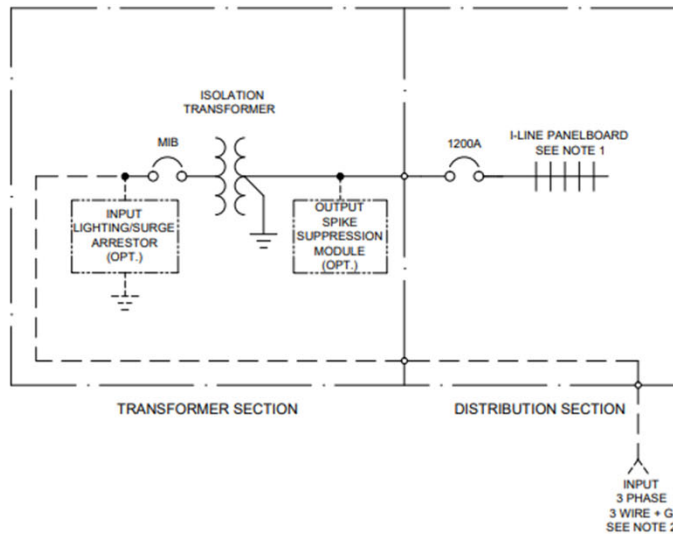 ISOLATION
TRANSFORMER
MIB
1200A
I-LINE PANELBOARD
SEE NOTE 1
INPUT
LIGHTING/SURGE
ARRESTOR
(OPT.)
OUTPUT
SPIKE
SUPPRESSION
MODULE
(OPT.)
TRANSFORMER SECTION
DISTRIBUTION SECTION
INPUT
3 PHASE
3 WIRE + G
SEE NOTE 2